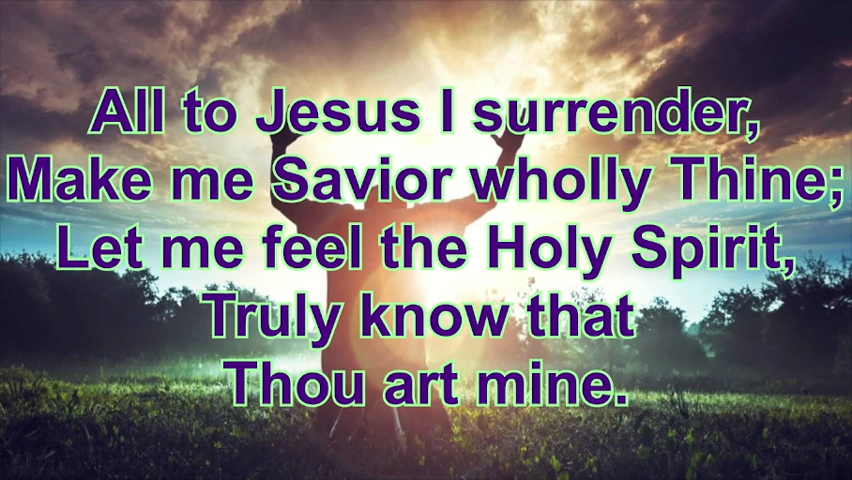 All to Jesus I surrender,
Make me Savior wholly Thine;
Let me feel the Holy Spirit,
Truly know that
Thou art mine.